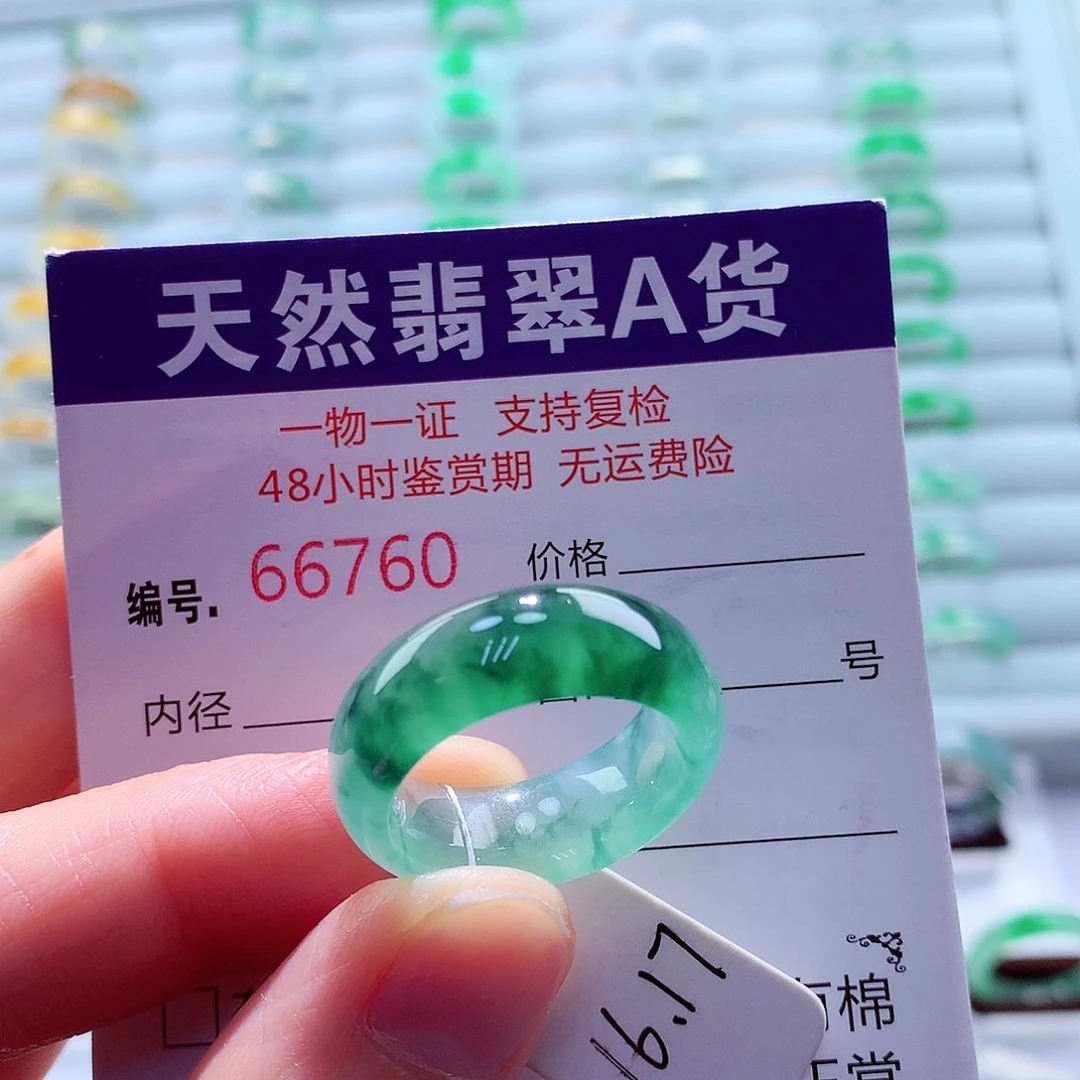 天然翡翠A货
一物一证 支持复检
48小时鉴赏期 无运费险
编号. 66760 价格
内径 号
16.17
棉